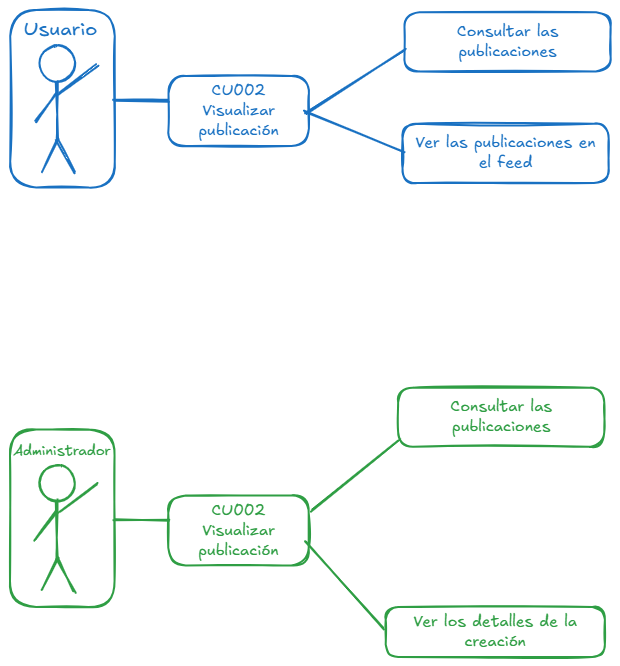 Usuario
CU002
Visualizar
publicación
Consultar las
publicaciones
Ver las publicaciones en
el feed
Administrador
CU002
Visualizar
publicación
Consultar las
publicaciones
Ver los detalles de la
creación